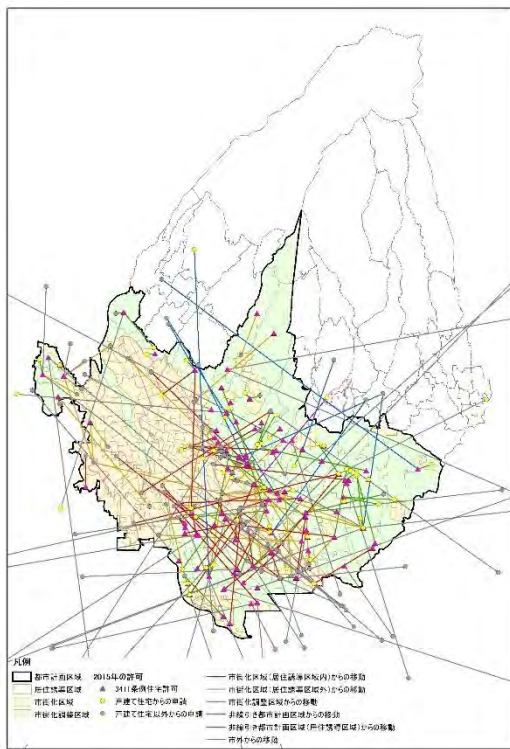 凡例
都市計画区域 2015年の許可
居住誘導区域 3411条例住宅許可
市街化区域 戸建て住宅からの申請
市街化調整区域 戸建て住宅以外からの申請
市街化区域(居住誘導区域内)からの移動
市街化区域(居住誘導区域外)からの移動
市街化調整区域からの移動
非線引き都市計画区域からの移動
非線引き都市計画区域(居住誘導区域)からの移動
市外からの移動